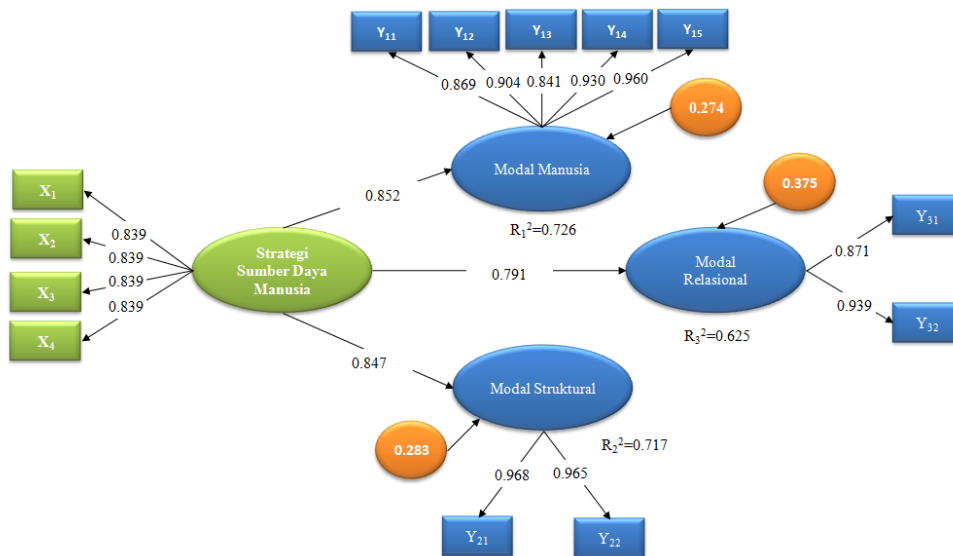 Y11 Y12 Y13 Y14 Y15
0.869 0.904 0.841 0.930 0.960
0.274
Modal Manusia
R1²=0.726
0.852
0.375
X1
X2
X3
X4
0.839
0.839
0.839
0.839
Strategi
Sumber Daya
Manusia
0.791
Modal
Relasional
R3²=0.625
Y31
0.871
0.939
Y32
0.847
Modal Struktural
0.283
R2²=0.717
0.968 0.965
Y21 Y22